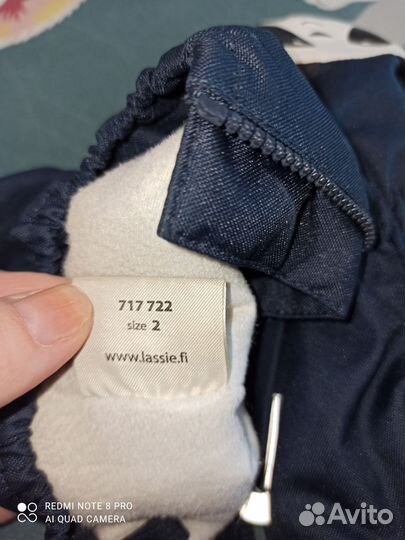 717 722
size 2
www.lassie.fi
REDMI NOTE 8 PRO
AI QUAD CAMERA
Avito